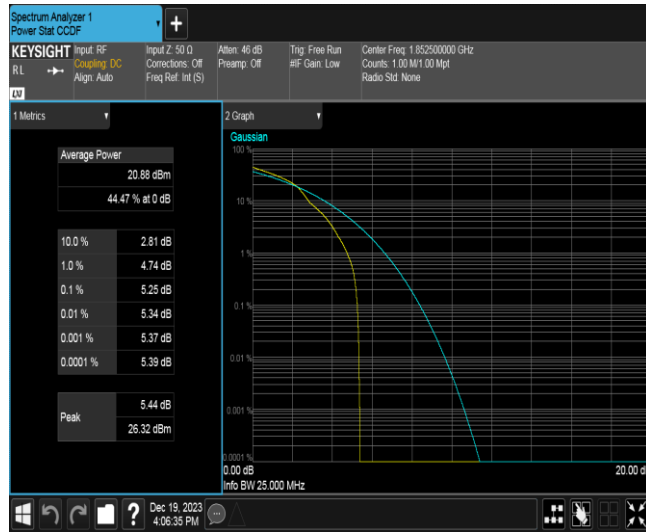 Spectrum Analyzer 1
Power Stat CCDF
+
KEYSIGHT
RL
LXI
Input: RF
Coupling: DC
Align: Auto
Input Z: 50 Ω
Corrections: Off
Freq Ref: Int (S)
Atten: 46 dB
Preamp: Off
Trig: Free Run
#IF Gain: Low
Center Freq: 1.852500000 GHz
Counts: 1.00 M/1.00 Mpt
Radio Std: None
1 Metrics
Average Power
20.88 dBm
44.47 % at 0 dB
10.0 % 2.81 dB
1.0 % 4.74 dB
0.1 % 5.25 dB
0.01 % 5.34 dB
0.001 % 5.37 dB
0.0001 % 5.39 dB
Peak 5.44 dB
26.32 dBm
2 Graph
Gaussian
100 %
10 %
1 %
0.1 %
0.01 %
0.001 %
0.0001 %
0.00 dB 20.00 d
Info BW 25.000 MHz
?
Dec 19, 2023
4:06:35 PM